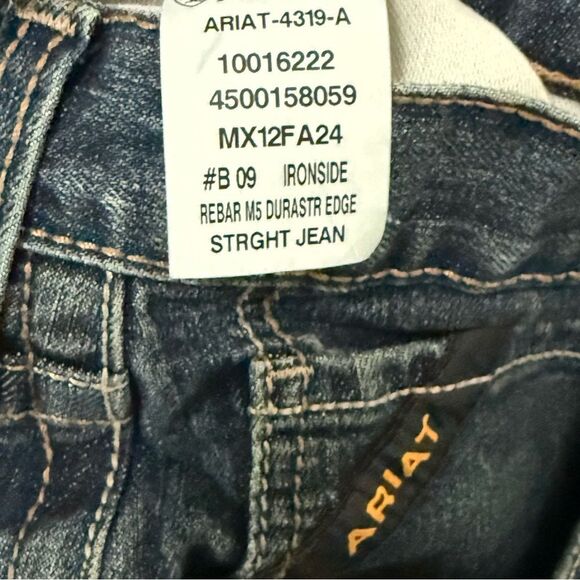 ARIAT-4319-A
10016222
4500158059
MX12FA24
#B 09 IRONSIDE
REBAR M5 DURASTR EDGE
STRGHT JEAN
ARIAT